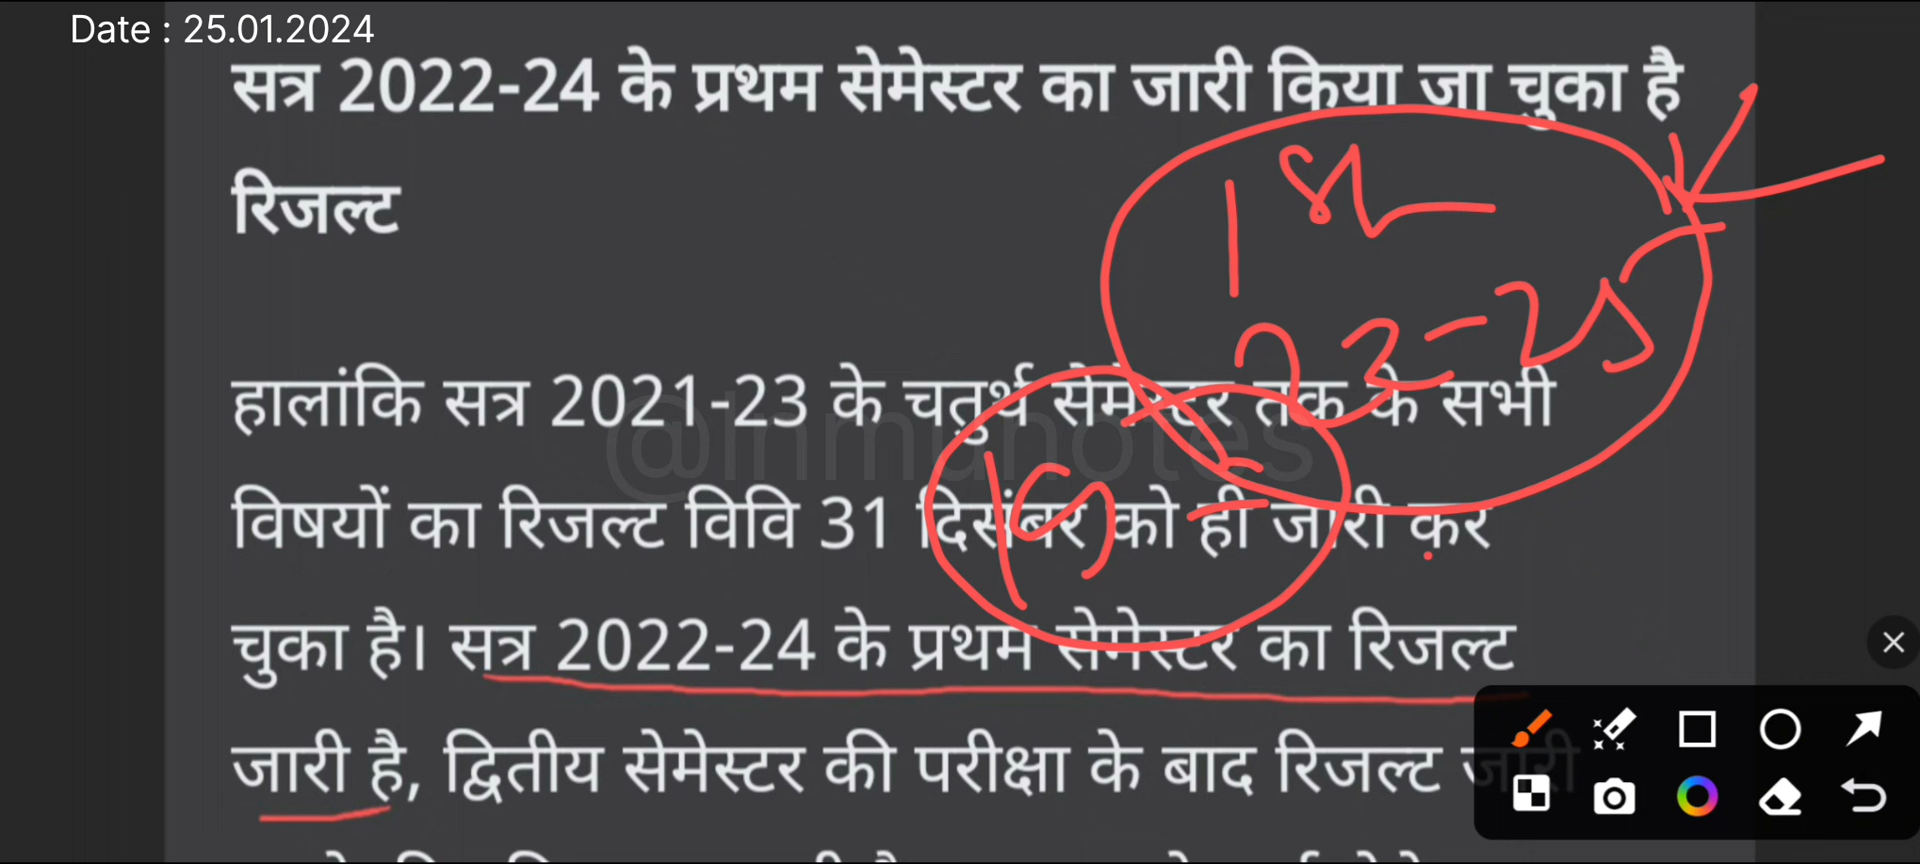 Date : 25.01.2024
सत्र 2022-24 के प्रथम सेमेस्टर का जारी किया जा चुका है
रिजल्ट
हालांकि सत्र 2021-23 के चतुर्थ सेमेस्टर तक के सभी
विषयों का रिजल्ट विवि 31 दिसंबर को ही जारी कर
चुका है। सत्र 2022-24 के प्रथम सेमेस्टर का रिजल्ट
जारी है, द्वितीय सेमेस्टर की परीक्षा के बाद रिजल्ट जारी
@lnmunotes
1st
22-25